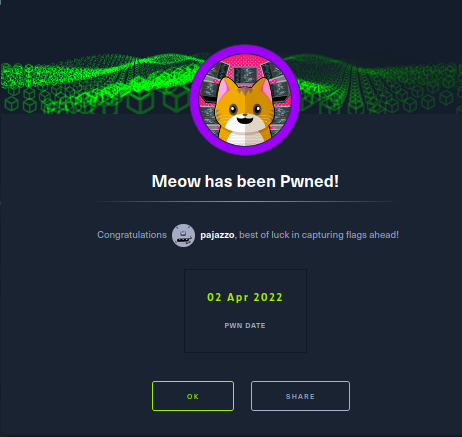 Meow has been Pwned!
Congratulations pajazzo, best of luck in capturing flags ahead!
02 Apr 2022
PWN DATE
OK SHARE